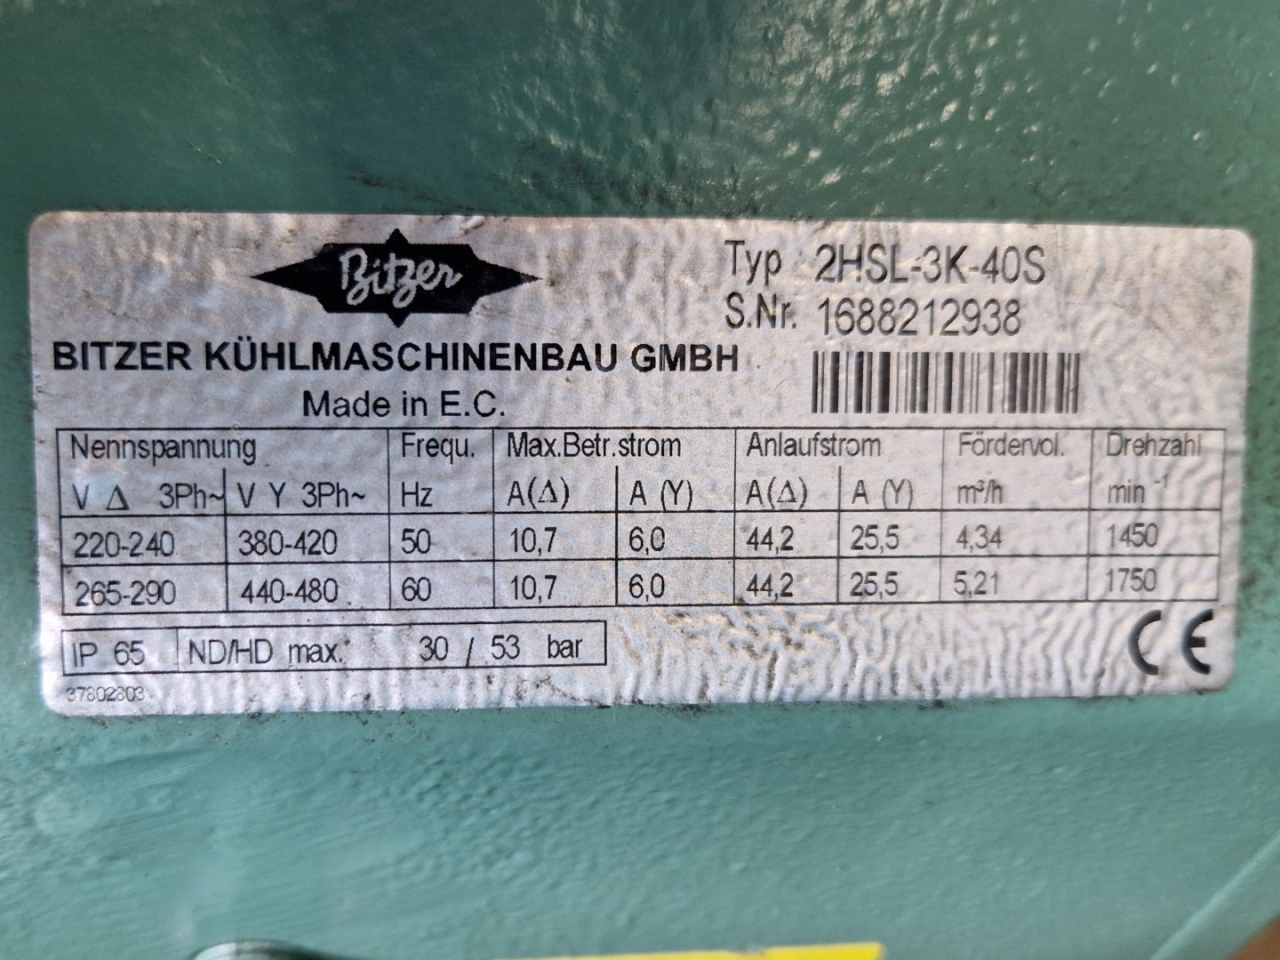 Bitzer
Typ 2HSL-3K-40S
S.Nr. 1688212938
BITZER KÜHLMASCHINENBAU GMBH
Made in E.C.
Nennspannung Frequ. Max.Betr.strom Anlaufstrom Fördervol. Drehzahl
V Δ 3Ph~ V Y 3Ph~ Hz A(Δ) A (Y) A(Δ) A (Y) m³/h min⁻¹
220-240 380-420 50 10,7 6,0 44,2 25,5 4,34 1450
265-290 440-480 60 10,7 6,0 44,2 25,5 5,21 1750
IP 65 ND/HD max. 30 / 53 bar
CE
37802303